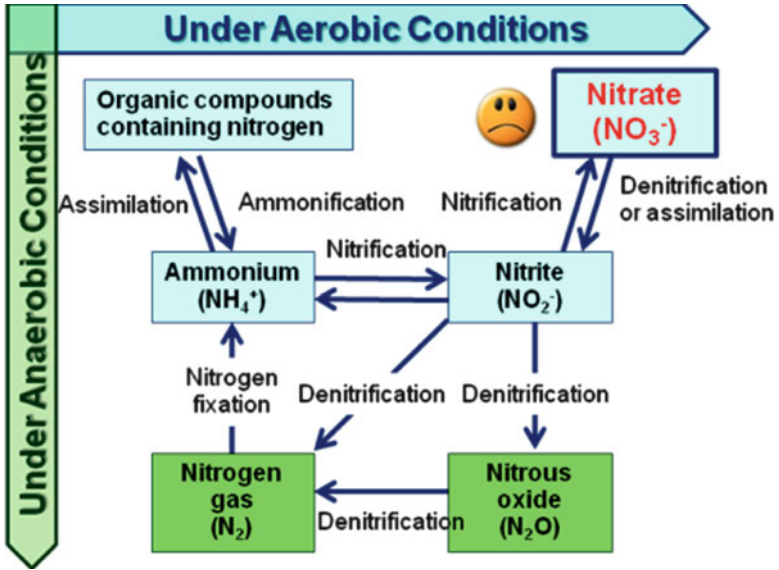 Under Aerobic Conditions
Under Anaerobic Conditions
Organic compounds
containing nitrogen
Nitrate
(NO₃⁻)
Assimilation
Ammonification
Nitrification
Denitrification
or assimilation
Nitrification
Ammonium
(NH₄⁺)
Nitrite
(NO₂⁻)
Nitrogen
fixation
Denitrification
Denitrification
Nitrogen
gas
(N₂)
Denitrification
Nitrous
oxide
(N₂O)